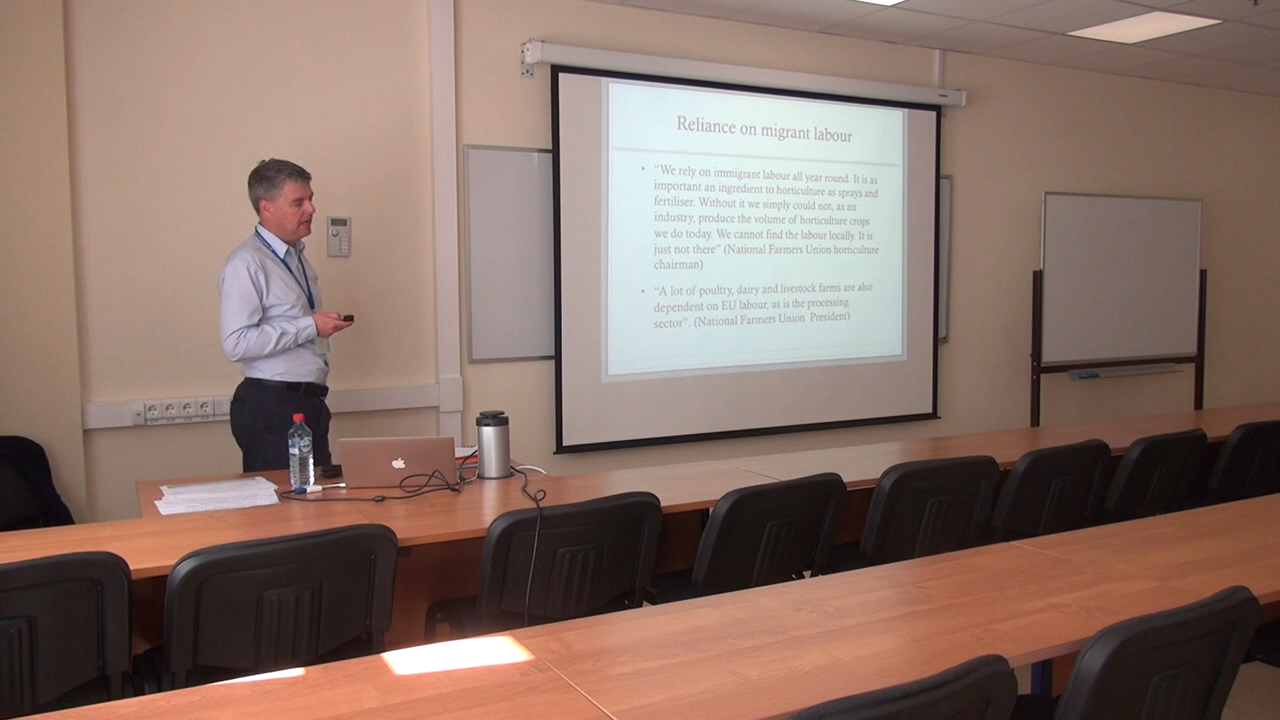 Reliance on migrant labour
• “We rely on immigrant labour all year round. It is as
important an ingredient to horticulture as sprays and
fertiliser. Without it we simply could not, as an
industry, produce the volume of horticulture crops
we do today. We cannot find the labour locally. It is
just not there” (National Farmers Union horticulture
chairman)
• “A lot of poultry, dairy and livestock farms are also
dependent on EU labour, as is the processing
sector”. (National Farmers Union President)